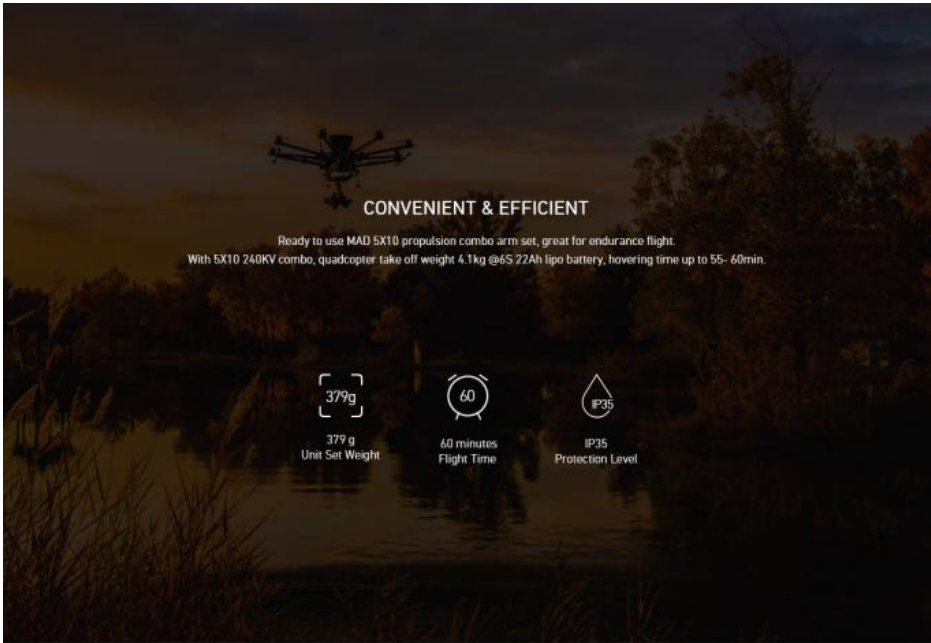 CONVENIENT & EFFICIENT
Ready to use MAD 5X10 propulsion combo arm set, great for endurance flight.
With 5X10 240KV combo, quadcopter take off weight 4.1kg @6S 22Ah lipo battery, hovering time up to 55- 60min.
379g
60
IP35
379 g
Unit Set Weight
60 minutes
Flight Time
IP35
Protection Level